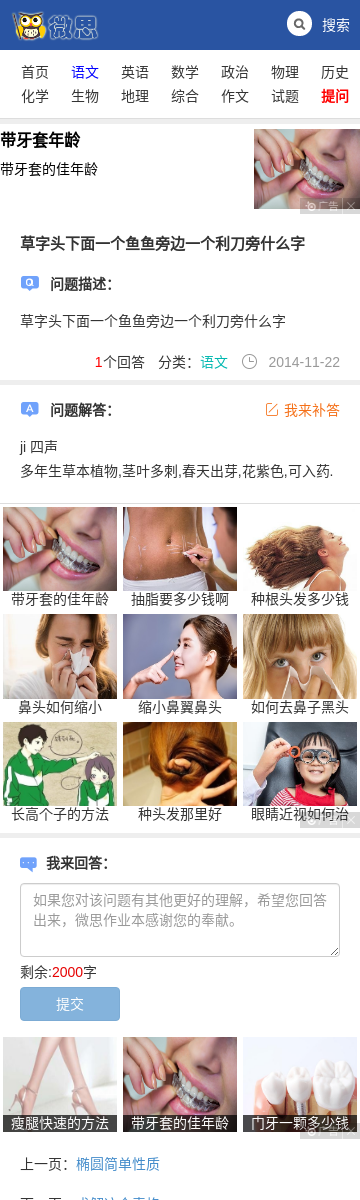 微思
搜索
首页 语文 英语 数学 政治 物理 历史
化学 生物 地理 综合 作文 试题 提问
带牙套年龄
带牙套的佳年龄
广告
草字头下面一个鱼鱼旁边一个利刀旁什么字
Q 问题描述:
草字头下面一个鱼鱼旁边一个利刀旁什么字
1个回答 分类:语文 2014-11-22
A 问题解答:
我来补答
ji 四声
多年生草本植物,茎叶多刺,春天出芽,花紫色,可入药.
带牙套的佳年龄 抽脂要多少钱啊 种根头发多少钱
鼻头如何缩小 缩小鼻翼鼻头 如何去鼻子黑头
长高个子的方法 种头发那里好 眼睛近视如何治
广告
我来回答:
如果您对该问题有其他更好的理解，希望您回答
出来，微思作业本感谢您的奉献。
剩余:2000字
提交
瘦腿快速的方法 带牙套的佳年龄 门牙一颗多少钱
广告
上一页：椭圆简单性质